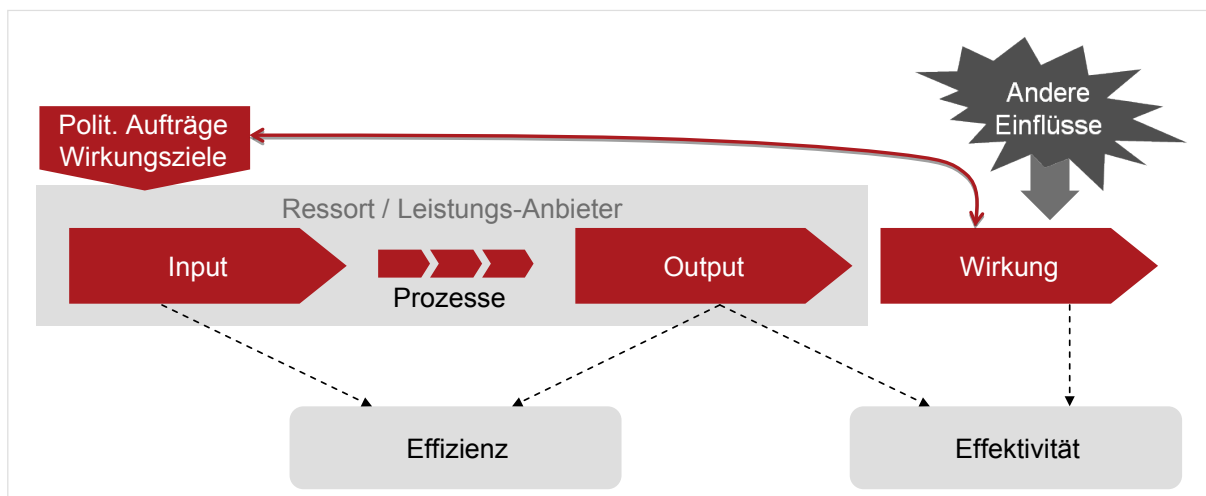 Andere
Einflüsse
Polit. Aufträge
Wirkungsziele
Ressort / Leistungs-Anbieter
Input
Prozesse
Output
Wirkung
Effizienz
Effektivität